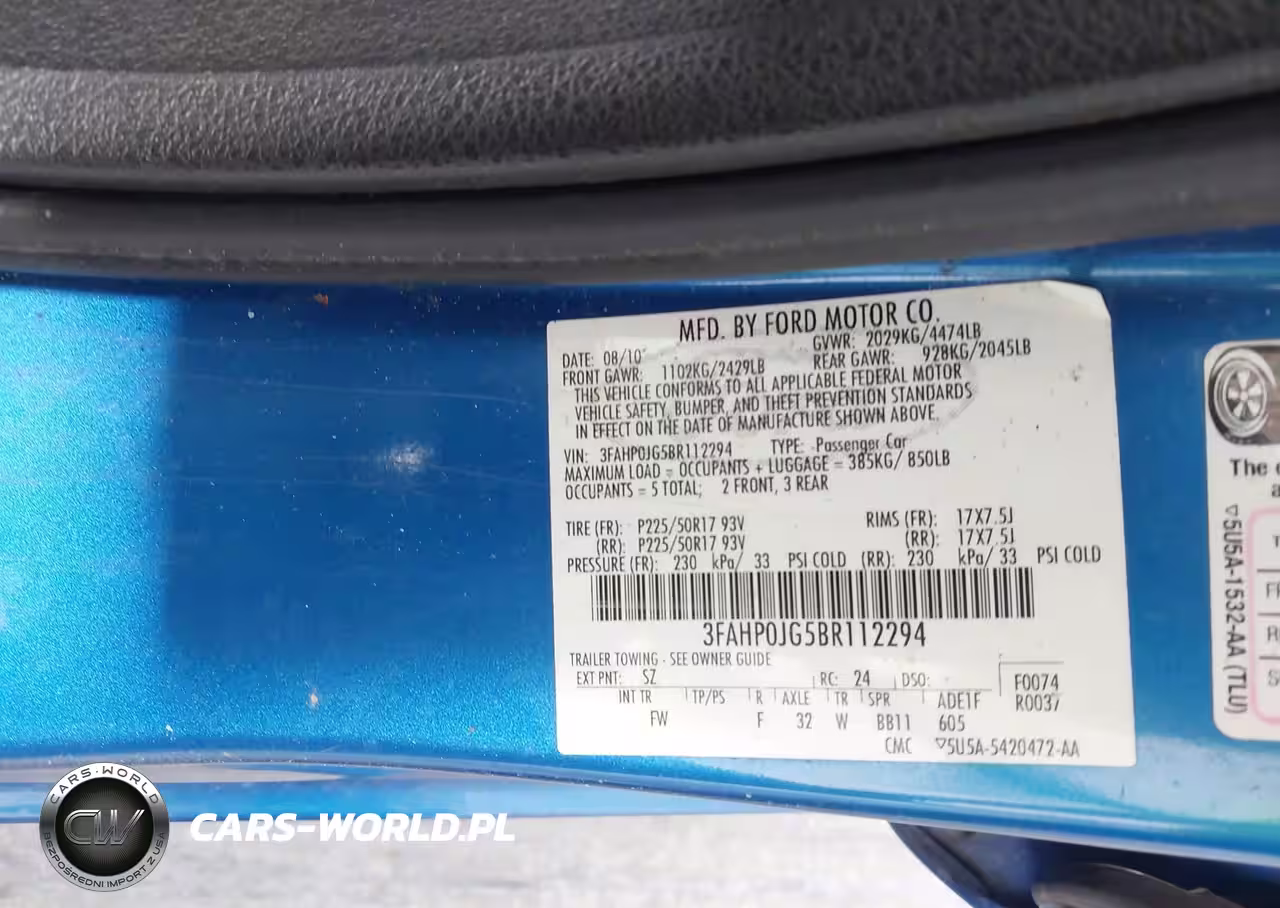 MFD. BY FORD MOTOR CO.
DATE: 08/10 GVWR: 2029KG/4474LB
FRONT GAWR: 1102KG/2429LB REAR GAWR: 928KG/2045LB
THIS VEHICLE CONFORMS TO ALL APPLICABLE FEDERAL MOTOR
VEHICLE SAFETY, BUMPER, AND THEFT PREVENTION STANDARDS
IN EFFECT ON THE DATE OF MANUFACTURE SHOWN ABOVE.
VIN: 3FAHP0JG5BR112294 TYPE: Passenger Car
MAXIMUM LOAD = OCCUPANTS + LUGGAGE = 385KG/ 850LB
OCCUPANTS = 5 TOTAL; 2 FRONT, 3 REAR
TIRE (FR): P225/50R17 93V RIMS (FR): 17X7.5J
(RR): P225/50R17 93V (RR): 17X7.5J
PRESSURE (FR): 230 kPa/ 33 PSI COLD (RR): 230 kPa/ 33 PSI COLD
3FAHP0JG5BR112294
TRAILER TOWING - SEE OWNER GUIDE
EXT PNT: SZ RC: 24 DSO: F0074
R0037
INT TR TP/PS R AXLE TR SPR ADE1F
FW F 32 W BB11 605
CMC ▽5U5A-5420472-AA
The
▽5U5A-1532-AA (TLU)
CARS-WORLD
CW
BEZPOŚREDNI IMPORT Z USA
CARS-WORLD.PL